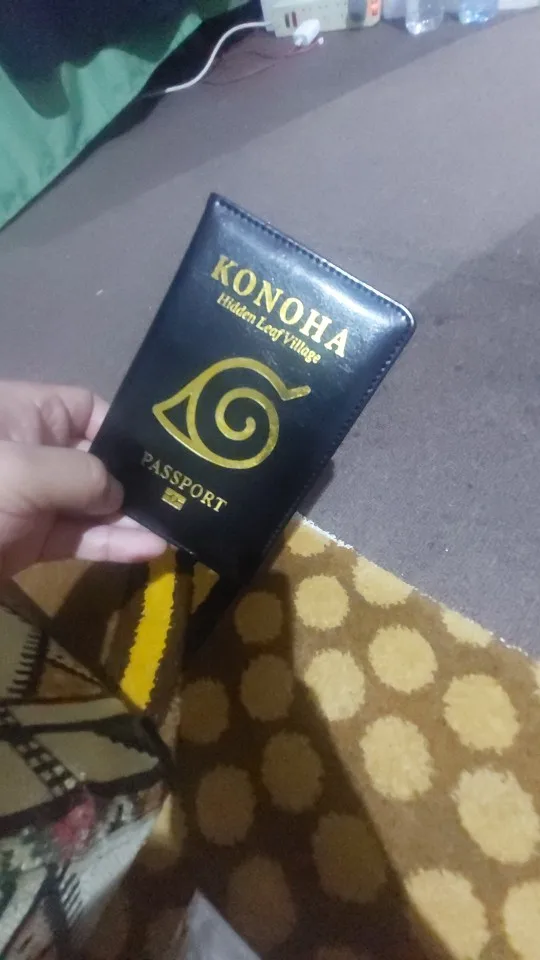 KONOHA
Hidden Leaf Village
PASSPORT